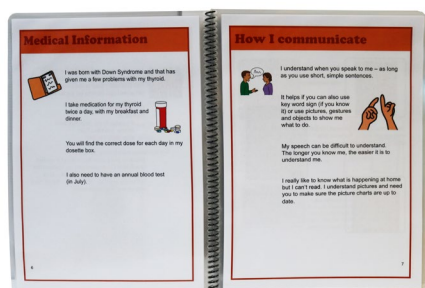 Medical Information
I was born with Down Syndrome and that has
given me a few problems with my thyroid.
I take medication for my thyroid
twice a day, with my breakfast and
dinner.
You will find the correct dose for each day in my
dosette box.
I also need to have an annual blood test
(in July).
6
How I communicate
I understand when you speak to me – as long
as you use short, simple sentences.
It helps if you can also use
key word sign (if you know
it) or use pictures, gestures
and objects to show me
what to do.
My speech can be difficult to understand.
The longer you know me, the easier it is to
understand me.
I really like to know what is happening at home
but I can't read. I understand pictures and need
you to make sure the picture charts are up to
date.
7